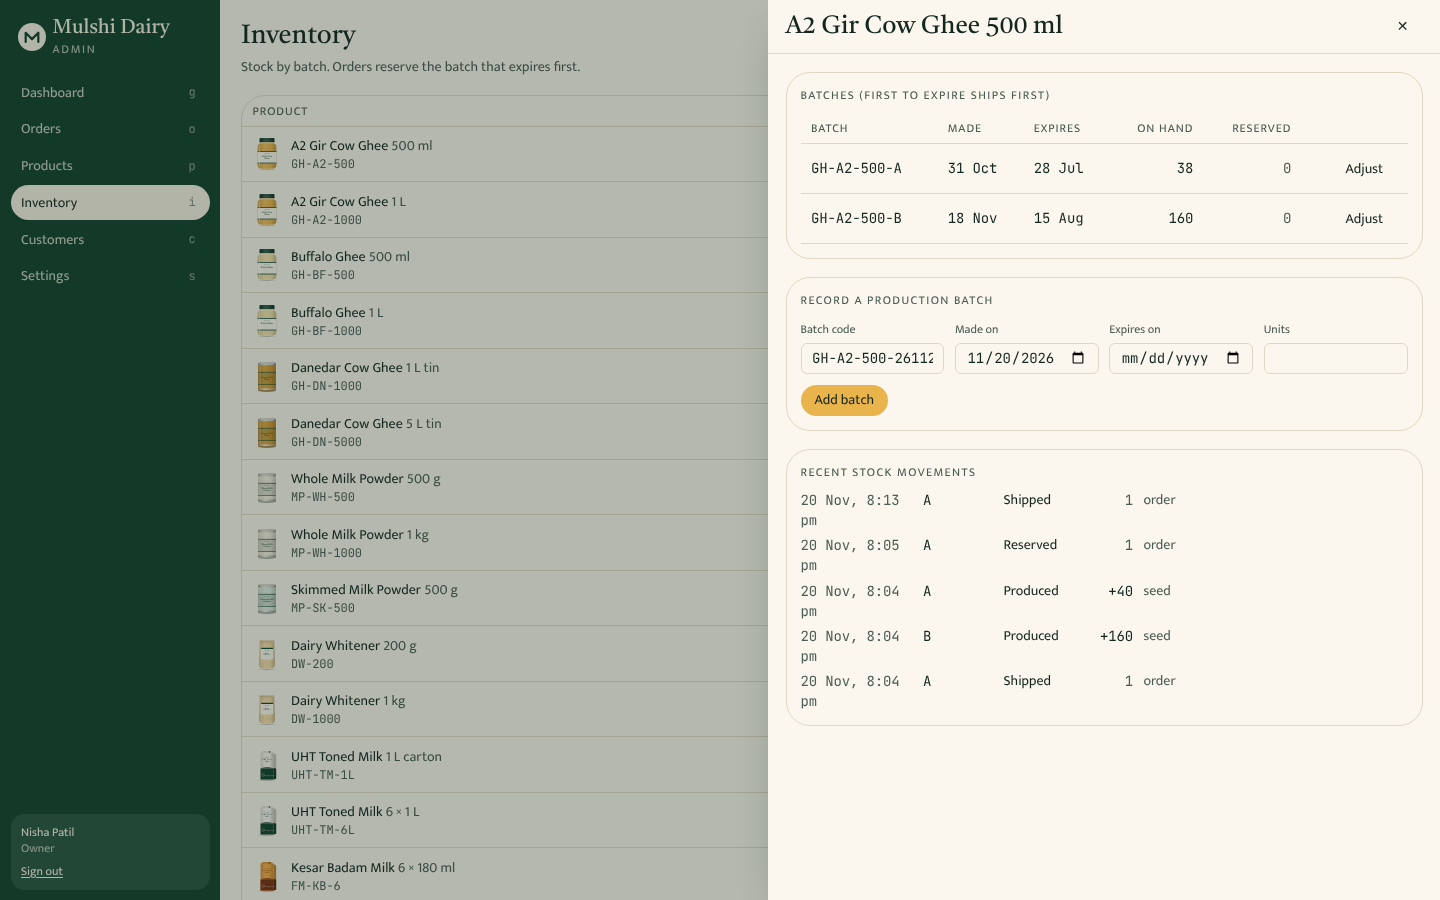 Mulshi Dairy
ADMIN
Dashboard g
Orders o
Products p
Inventory i
Customers c
Settings s
Nisha Patil
Owner
Sign out
Inventory
Stock by batch. Orders reserve the batch that expires first.
PRODUCT
A2 Gir Cow Ghee 500 ml
GH-A2-500
A2 Gir Cow Ghee 1 L
GH-A2-1000
Buffalo Ghee 500 ml
GH-BF-500
Buffalo Ghee 1 L
GH-BF-1000
Danedar Cow Ghee 1 L tin
GH-DN-1000
Danedar Cow Ghee 5 L tin
GH-DN-5000
Whole Milk Powder 500 g
MP-WH-500
Whole Milk Powder 1 kg
MP-WH-1000
Skimmed Milk Powder 500 g
MP-SK-500
Dairy Whitener 200 g
DW-200
Dairy Whitener 1 kg
DW-1000
UHT Toned Milk 1 L carton
UHT-TM-1L
UHT Toned Milk 6 × 1 L
UHT-TM-6L
Kesar Badam Milk 6 × 180 ml
FM-KB-6
A2 Gir Cow Ghee 500 ml ×
BATCHES (FIRST TO EXPIRE SHIPS FIRST)
BATCH MADE EXPIRES ON HAND RESERVED
GH-A2-500-A 31 Oct 28 Jul 38 0 Adjust
GH-A2-500-B 18 Nov 15 Aug 160 0 Adjust
RECORD A PRODUCTION BATCH
Batch code Made on Expires on Units
GH-A2-500-26112 11/20/2026 mm/dd/yyyy
Add batch
RECENT STOCK MOVEMENTS
20 Nov, 8:13 pm A Shipped 1 order
20 Nov, 8:05 pm A Reserved 1 order
20 Nov, 8:04 pm A Produced +40 seed
20 Nov, 8:04 pm B Produced +160 seed
20 Nov, 8:04 pm A Shipped 1 order